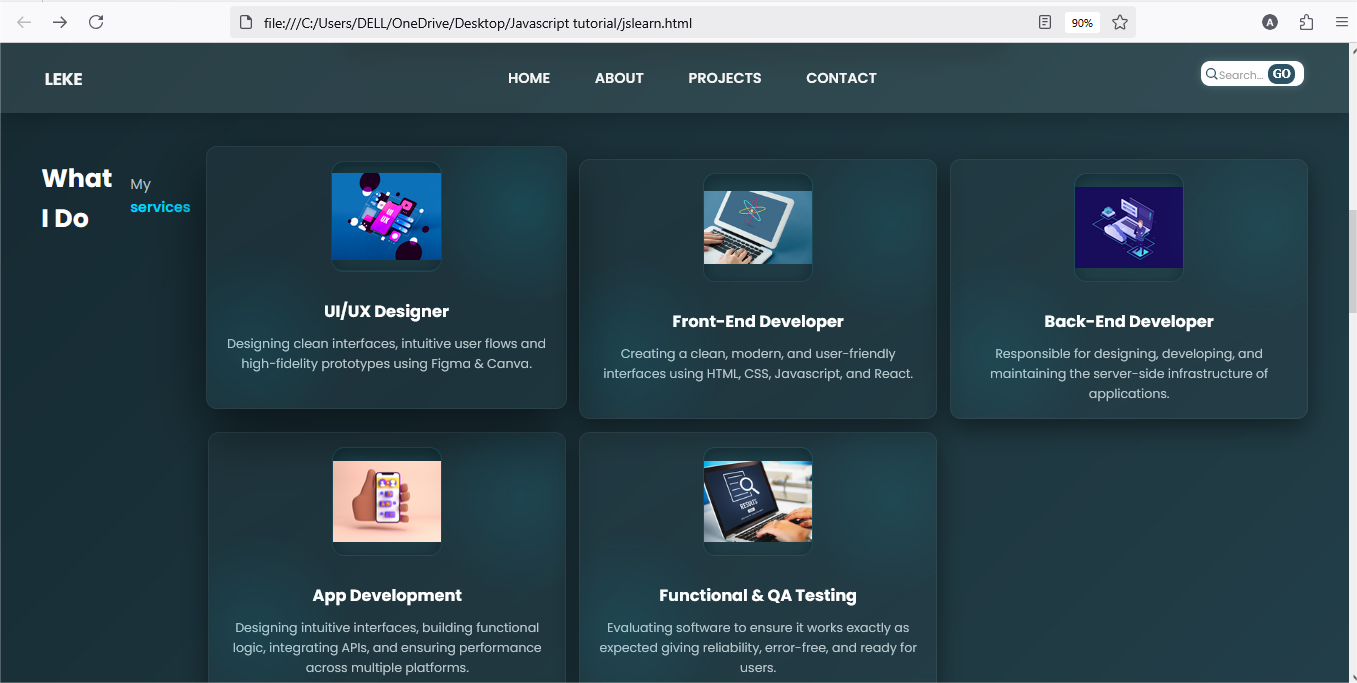 file:///C:/Users/DELL/OneDrive/Desktop/Javascript tutorial/jslearn.html
90%
A
LEKE
HOME
ABOUT
PROJECTS
CONTACT
Search...
GO
What
I Do
My
services
UI
UX
UI/UX Designer
Designing clean interfaces, intuitive user flows and
high-fidelity prototypes using Figma & Canva.
Front-End Developer
Creating a clean, modern, and user-friendly
interfaces using HTML, CSS, Javascript, and React.
Back-End Developer
Responsible for designing, developing, and
maintaining the server-side infrastructure of
applications.
App Development
Designing intuitive interfaces, building functional
logic, integrating APIs, and ensuring performance
across multiple platforms.
RESULTS
Functional & QA Testing
Evaluating software to ensure it works exactly as
expected giving reliability, error-free, and ready for
users.